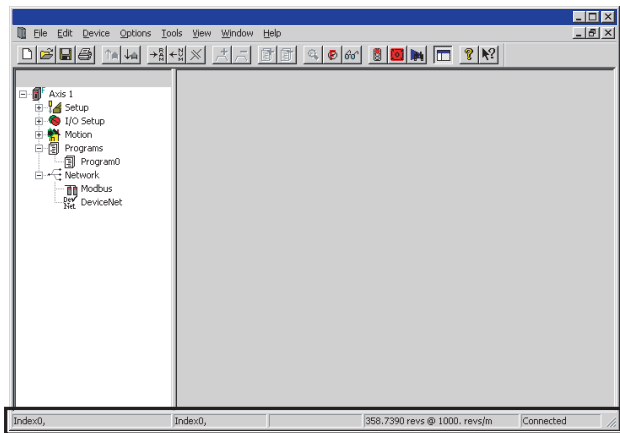 File Edit Device Options Tools View Window Help
Axis 1
Setup
I/O Setup
Motion
Programs
Program0
Network
Modbus
DeviceNet
Index0, Index0, 358.7390 revs @ 1000. revs/m Connected